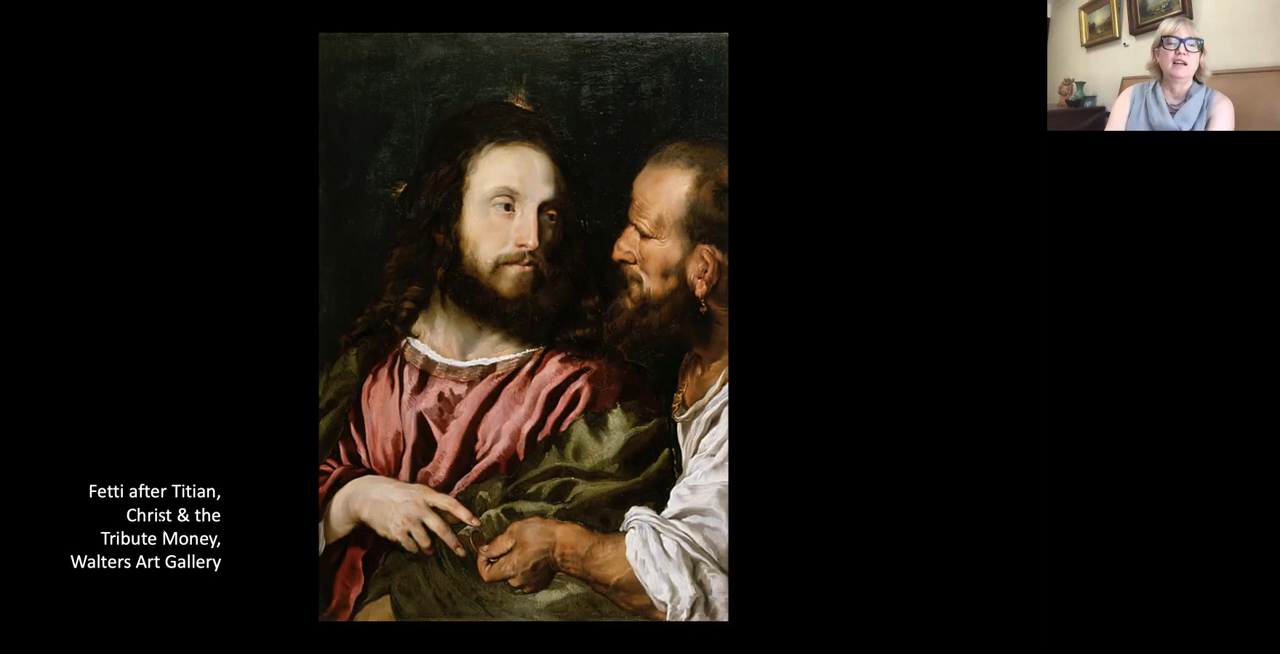 Fetti after Titian,
Christ & the
Tribute Money,
Walters Art Gallery